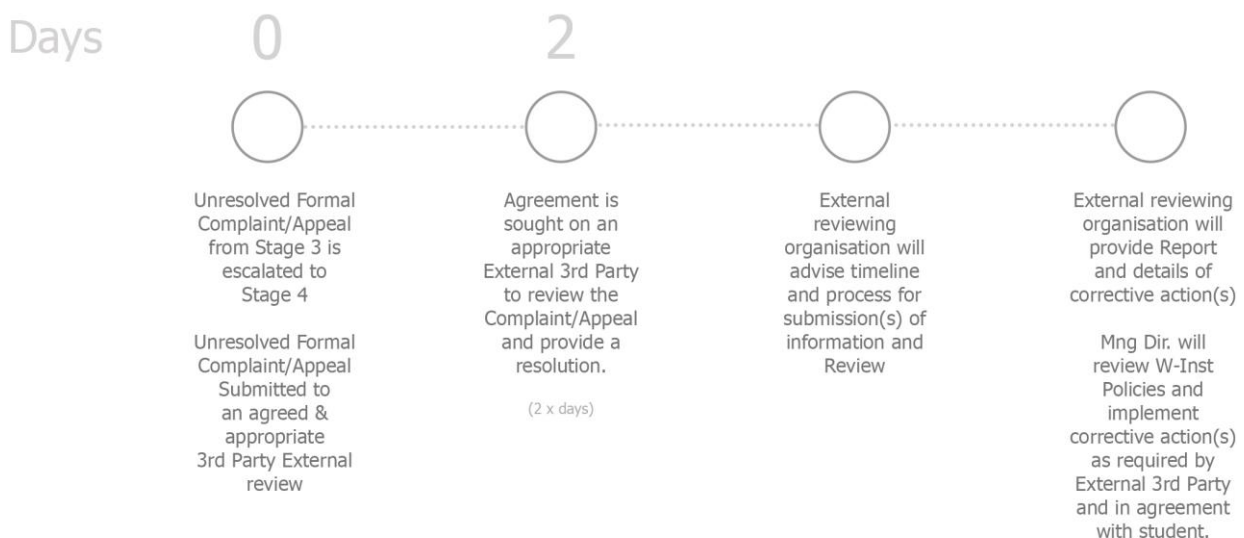 Days
0
2
Unresolved Formal
Complaint/Appeal
from Stage 3 is
escalated to
Stage 4
Unresolved Formal
Complaint/Appeal
Submitted to
an agreed &
appropriate
3rd Party External
review
Agreement is
sought on an
appropriate
External 3rd Party
to review the
Complaint/Appeal
and provide a
resolution.
(2 x days)
External
reviewing
organisation will
advise timeline
and process for
submission(s) of
information and
Review
External reviewing
organisation will
provide Report
and details of
corrective action(s)
Mng Dir. will
review W-Inst
Policies and
implement
corrective action(s)
as required by
External 3rd Party
and in agreement
with student.